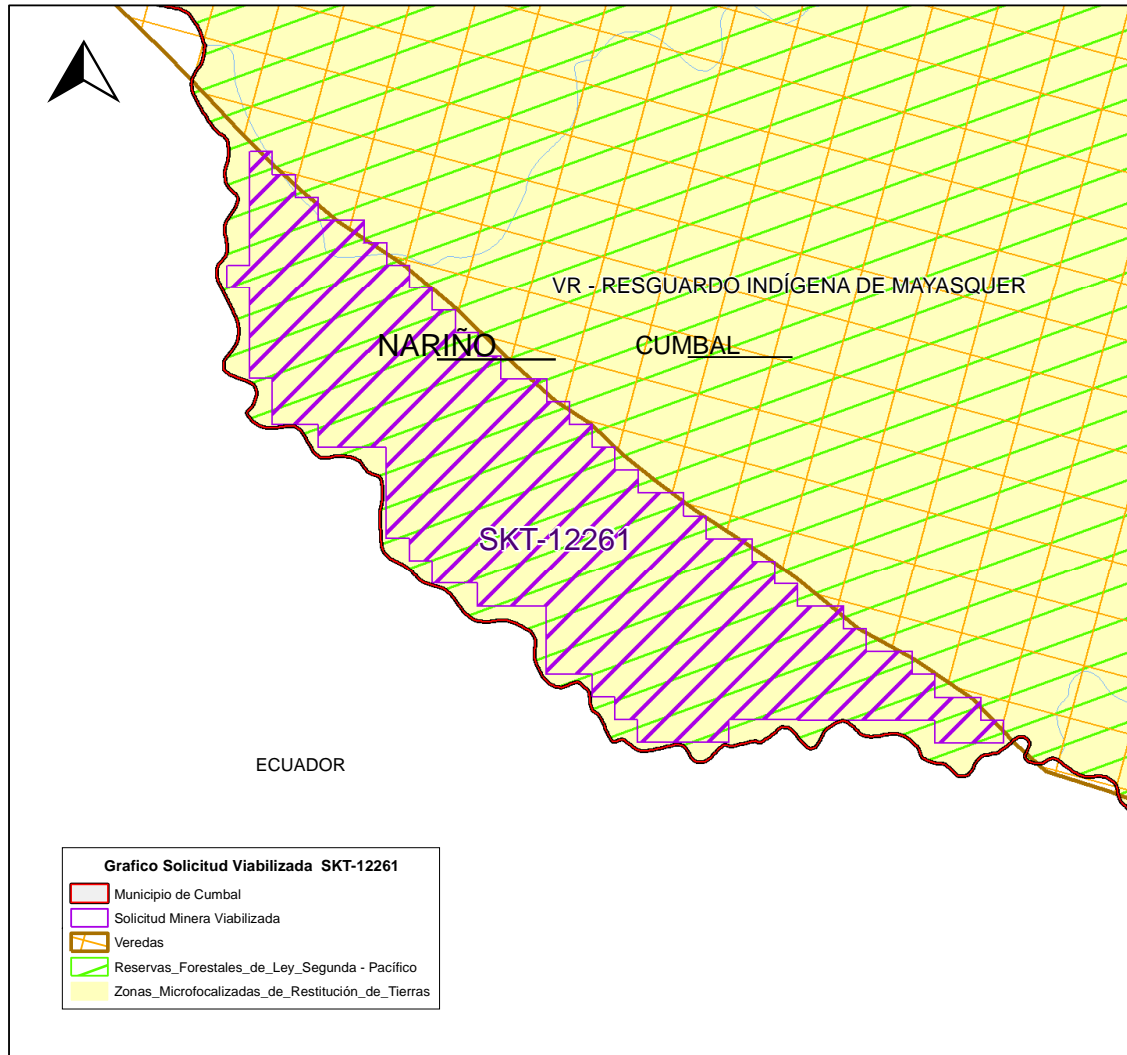 VR - RESGUARDO INDÍGENA DE MAYASQUER
NARIÑO
CUMBAL
SKT-12261
ECUADOR
Grafico Solicitud Viabilizada SKT-12261
Municipio de Cumbal
Solicitud Minera Viabilizada
Veredas
Reservas_Forestales_de_Ley_Segunda - Pacífico
Zonas_Microfocalizadas_de_Restitución_de_Tierras